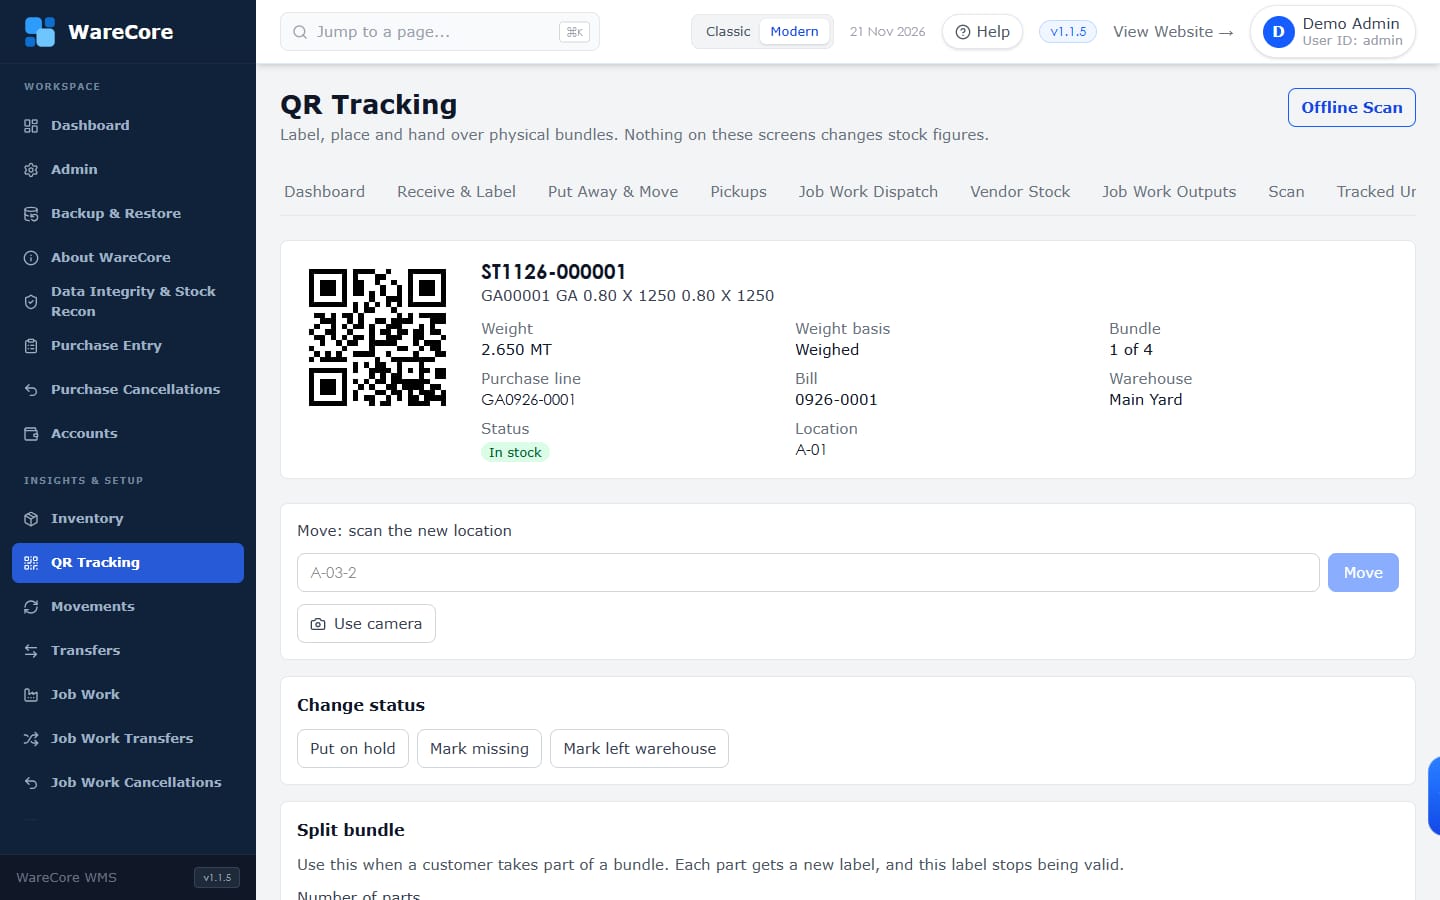 WareCore
Jump to a page...
⌘K
Classic
Modern
21 Nov 2026
Help
v1.1.5
View Website →
D
Demo Admin
User ID: admin
WORKSPACE
Dashboard
Admin
Backup & Restore
About WareCore
Data Integrity & Stock
Recon
Purchase Entry
Purchase Cancellations
Accounts
INSIGHTS & SETUP
Inventory
QR Tracking
Movements
Transfers
Job Work
Job Work Transfers
Job Work Cancellations
WareCore WMS
v1.1.5
QR Tracking
Label, place and hand over physical bundles. Nothing on these screens changes stock figures.
Offline Scan
Dashboard
Receive & Label
Put Away & Move
Pickups
Job Work Dispatch
Vendor Stock
Job Work Outputs
Scan
Tracked Ur
ST1126-000001
GA00001 GA 0.80 X 1250 0.80 X 1250
Weight
2.650 MT
Weight basis
Weighed
Bundle
1 of 4
Purchase line
GA0926-0001
Bill
0926-0001
Warehouse
Main Yard
Status
In stock
Location
A-01
Move: scan the new location
A-03-2
Move
Use camera
Change status
Put on hold
Mark missing
Mark left warehouse
Split bundle
Use this when a customer takes part of a bundle. Each part gets a new label, and this label stops being valid.
Number of parts